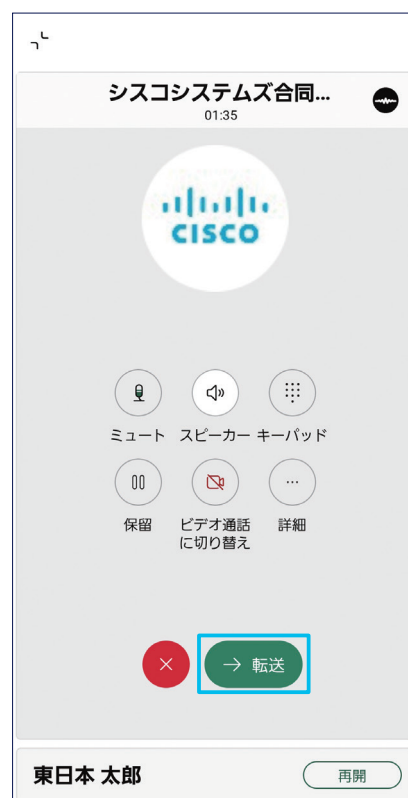 シスコシステムズ合同...
01:35
CISCO
ミュート スピーカー キーパッド
保留 ビデオ通話 詳細
に切り替え
転送
東日本 太郎 再開